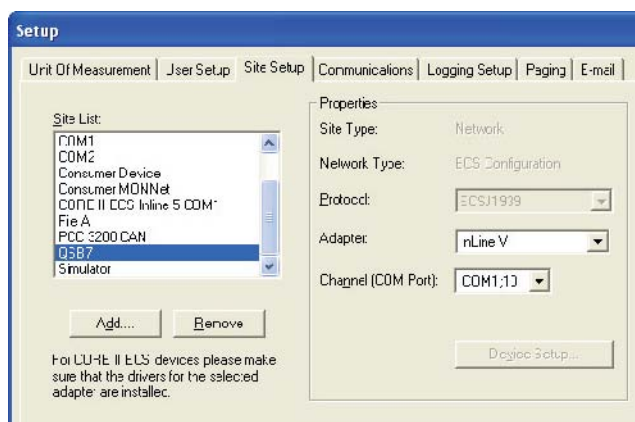 Setup
Unit Of Measurement User Setup Site Setup Communications Logging Setup Paging E-mail
Site List:
COM1
COM2
Consumer Device
Consumer MONNet
CORE II ECS Inline 5 COM1
File A
PCC 3200 CAN
QSB7
Simulator
Add....
Remove
For CORE II ECS devices please make
sure that the drivers for the selected
adapter are installed.
Properties
Site Type: Network
Network Type: ECS Configuration
Protocol: ECSJ1939
Adapter: nLine V
Channel (COM Port): COM1;10
Device Setup...